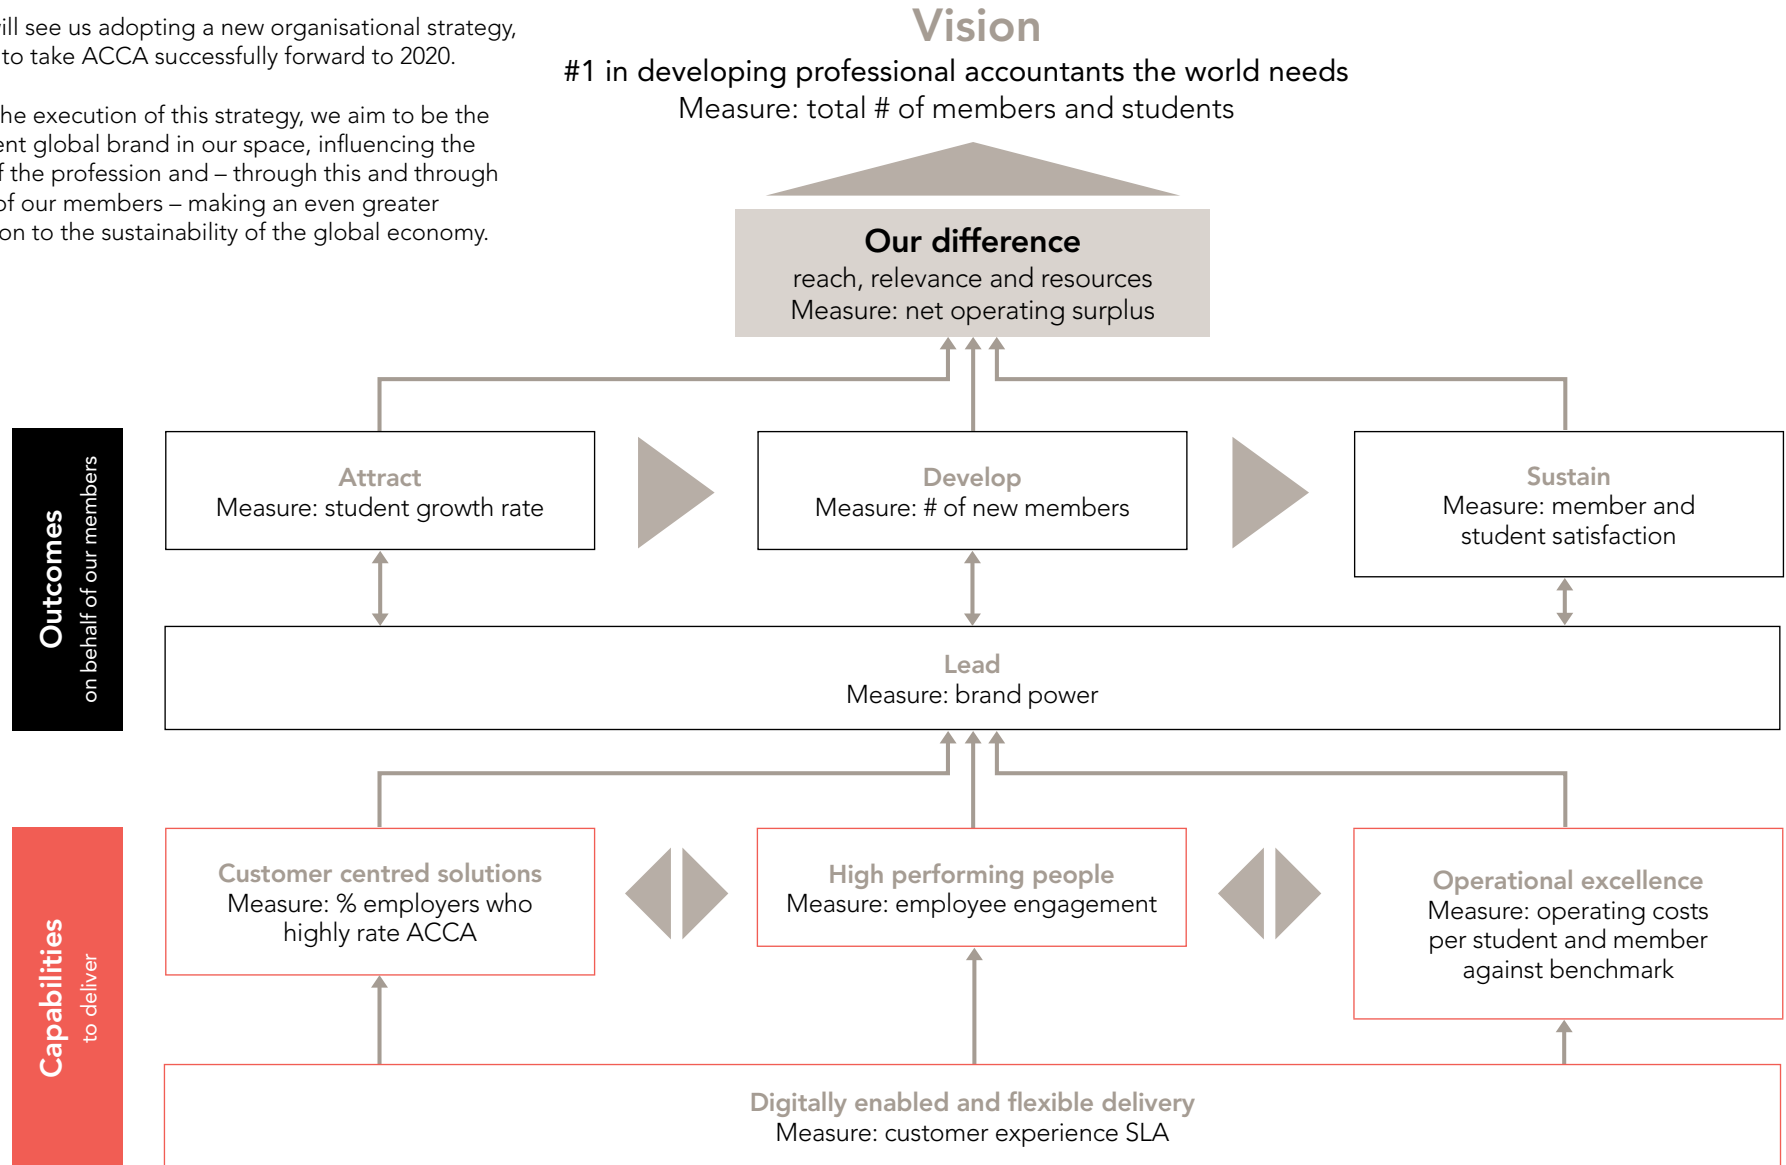 will see us adopting a new organisational strategy,
to take ACCA successfully forward to 2020.
the execution of this strategy, we aim to be the
global brand in our space, influencing the
of the profession and – through this and through
of our members – making an even greater
to the sustainability of the global economy.
Vision
#1 in developing professional accountants the world needs
Measure: total # of members and students
Our difference
reach, relevance and resources
Measure: net operating surplus
Outcomes
on behalf of our members
Attract
Measure: student growth rate
Develop
Measure: # of new members
Sustain
Measure: member and
student satisfaction
Lead
Measure: brand power
Capabilities
to deliver
Customer centred solutions
Measure: % employers who
highly rate ACCA
High performing people
Measure: employee engagement
Operational excellence
Measure: operating costs
per student and member
against benchmark
Digitally enabled and flexible delivery
Measure: customer experience SLA